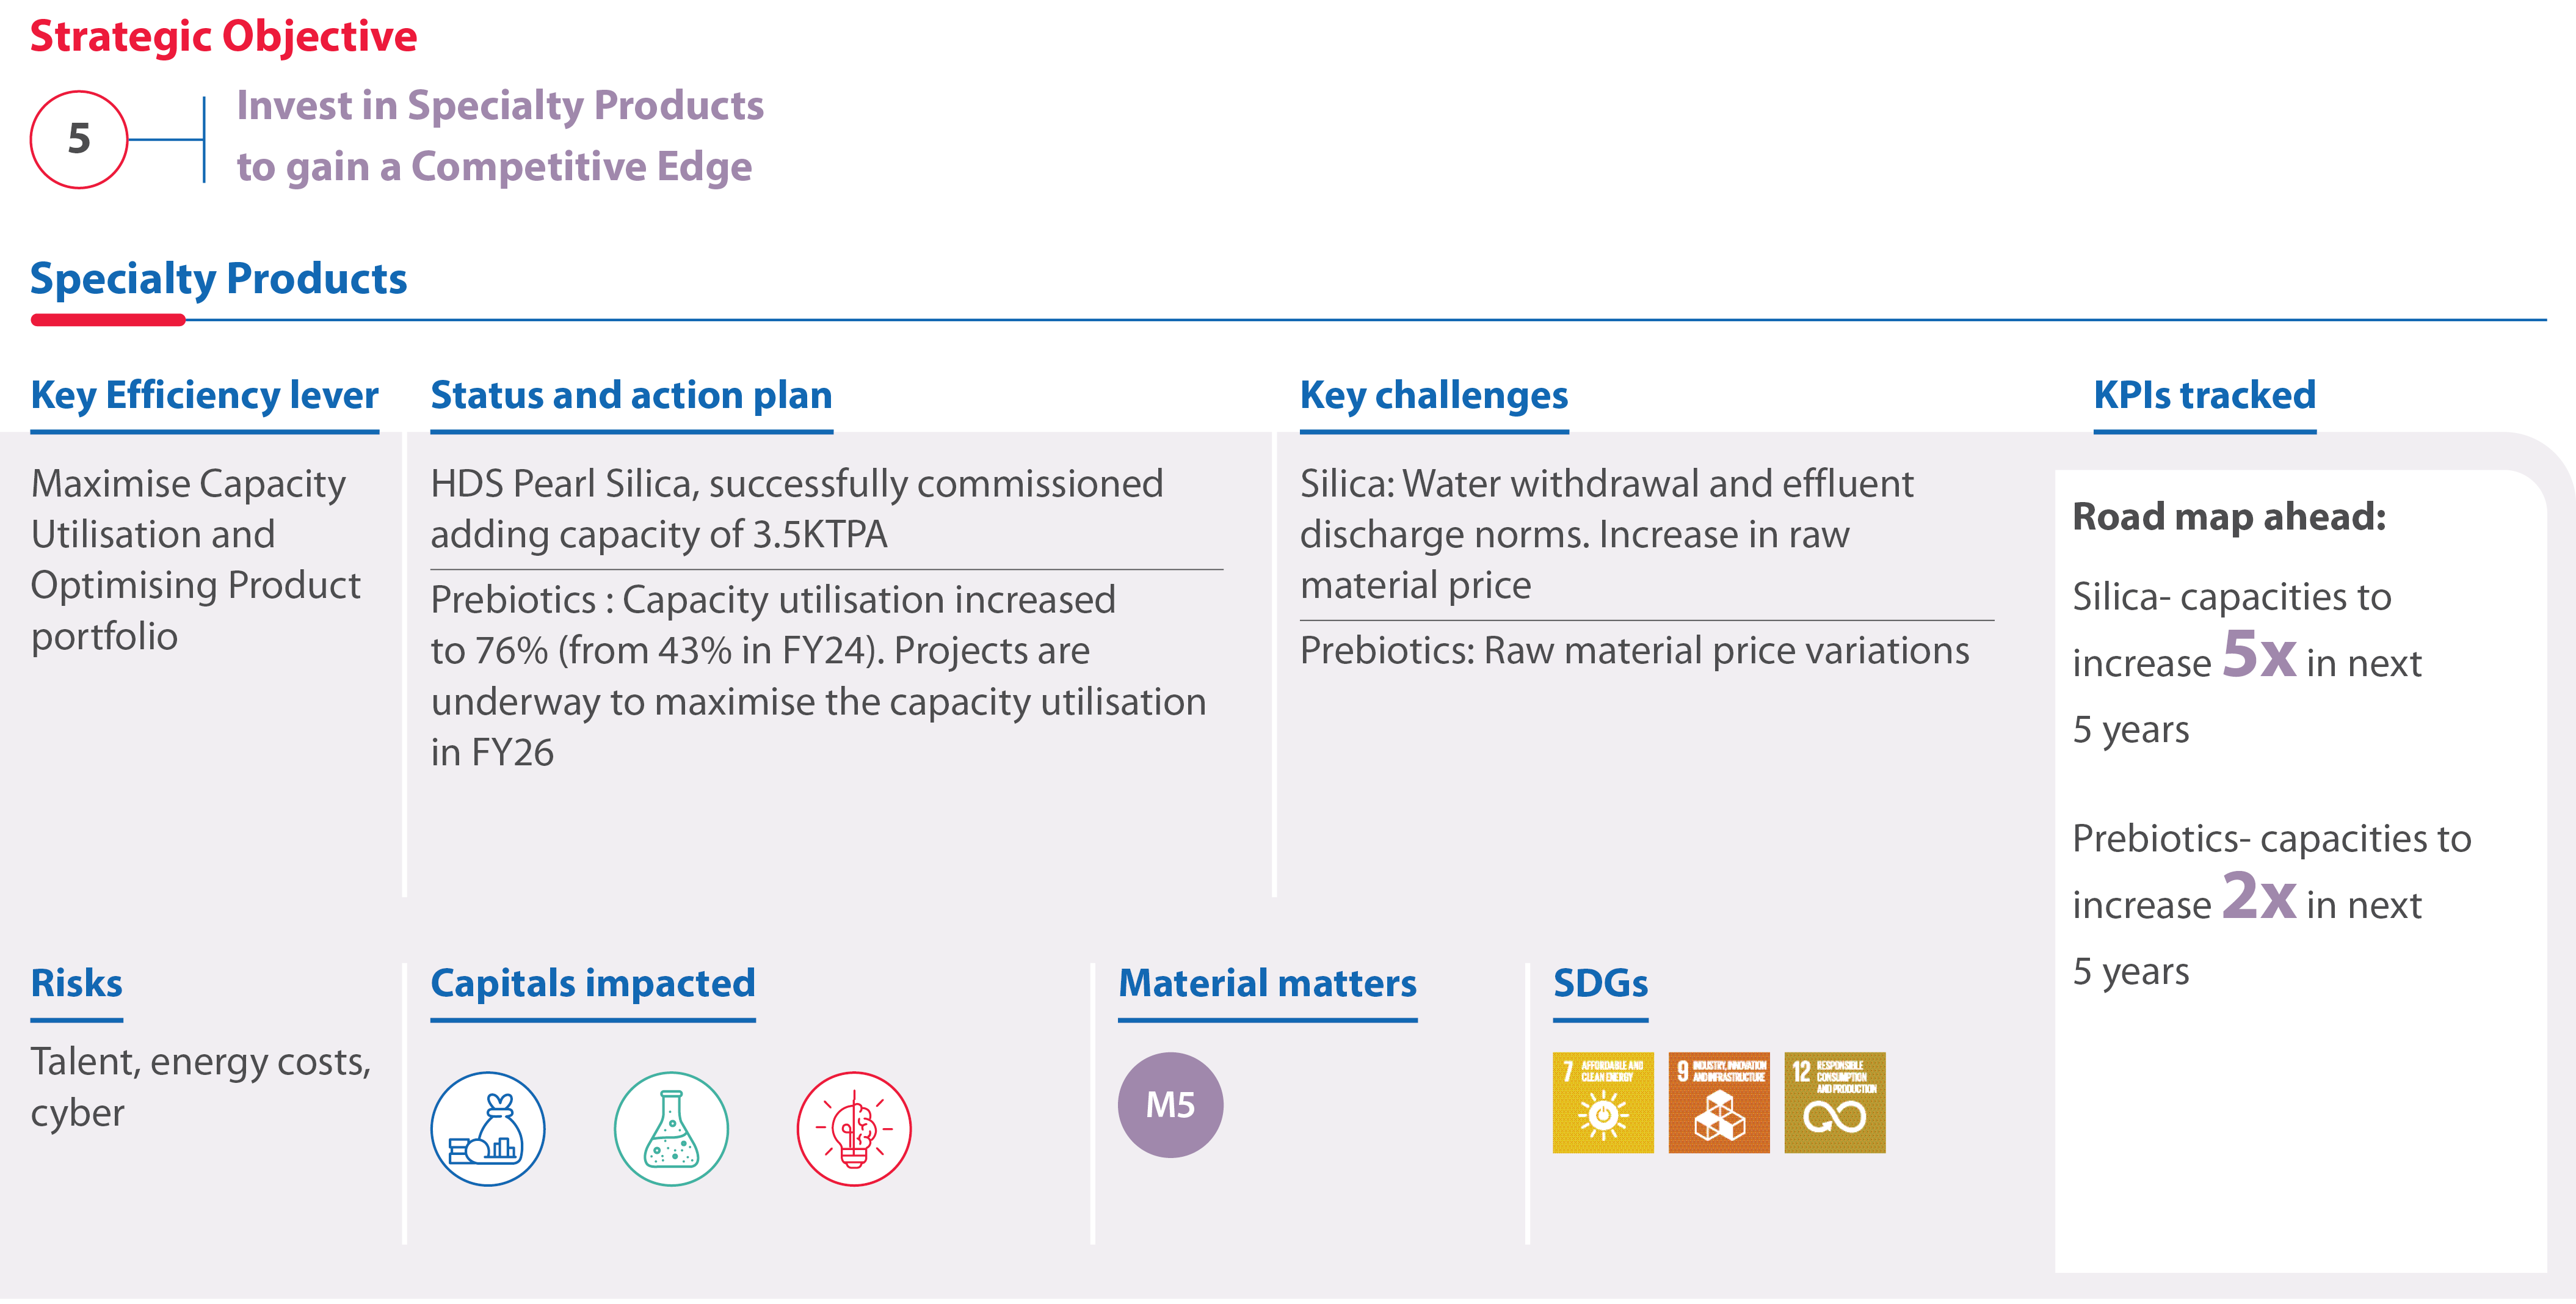 Strategic Objective
5
Invest in Specialty Products
to gain a Competitive Edge
Specialty Products
Key Efficiency lever
Maximise Capacity
Utilisation and
Optimising Product
portfolio
Status and action plan
HDS Pearl Silica, successfully commissioned
adding capacity of 3.5KTPA
Prebiotics : Capacity utilisation increased
to 76% (from 43% in FY24). Projects are
underway to maximise the capacity utilisation
in FY26
Key challenges
Silica: Water withdrawal and effluent
discharge norms. Increase in raw
material price
Prebiotics: Raw material price variations
KPIs tracked
Road map ahead:
Silica- capacities to
increase 5x in next
5 years
Prebiotics- capacities to
increase 2x in next
5 years
Risks
Talent, energy costs,
cyber
Capitals impacted
Material matters
M5
SDGs
7 AFFORDABLE AND
CLEAN ENERGY
9 INDUSTRY, INNOVATION
AND INFRASTRUCTURE
12 RESPONSIBLE
CONSUMPTION
AND PRODUCTION